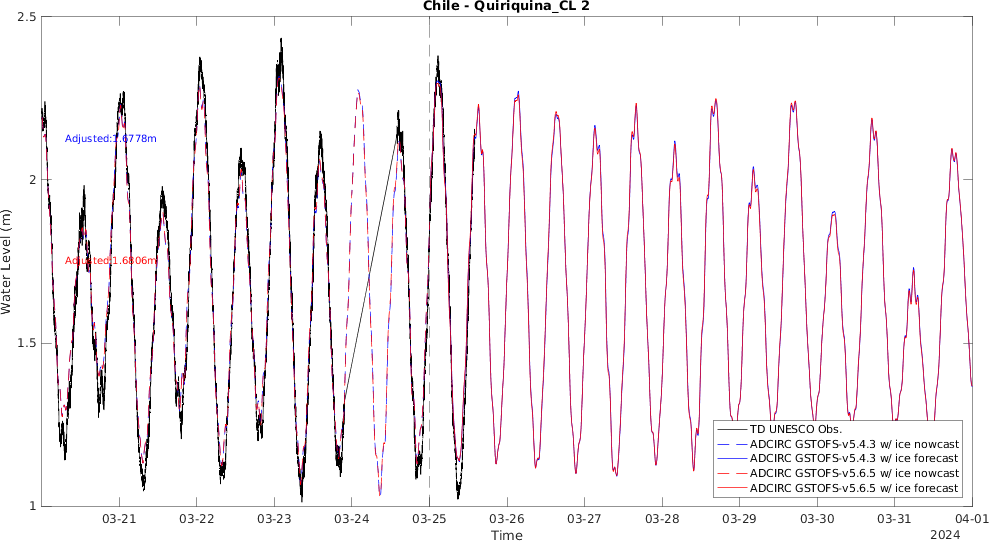 Chile - Quiriquina_CL 2
2.5
2
1.5
1
Water Level (m)
Adjusted:1.6778m
Adjusted:1.6806m
TD UNESCO Obs.
ADCIRC GSTOFS-v5.4.3 w/ ice nowcast
ADCIRC GSTOFS-v5.4.3 w/ ice forecast
ADCIRC GSTOFS-v5.6.5 w/ ice nowcast
ADCIRC GSTOFS-v5.6.5 w/ ice forecast
03-21 03-22 03-23 03-24 03-25 03-26 03-27 03-28 03-29 03-30 03-31 04-01
Time
2024